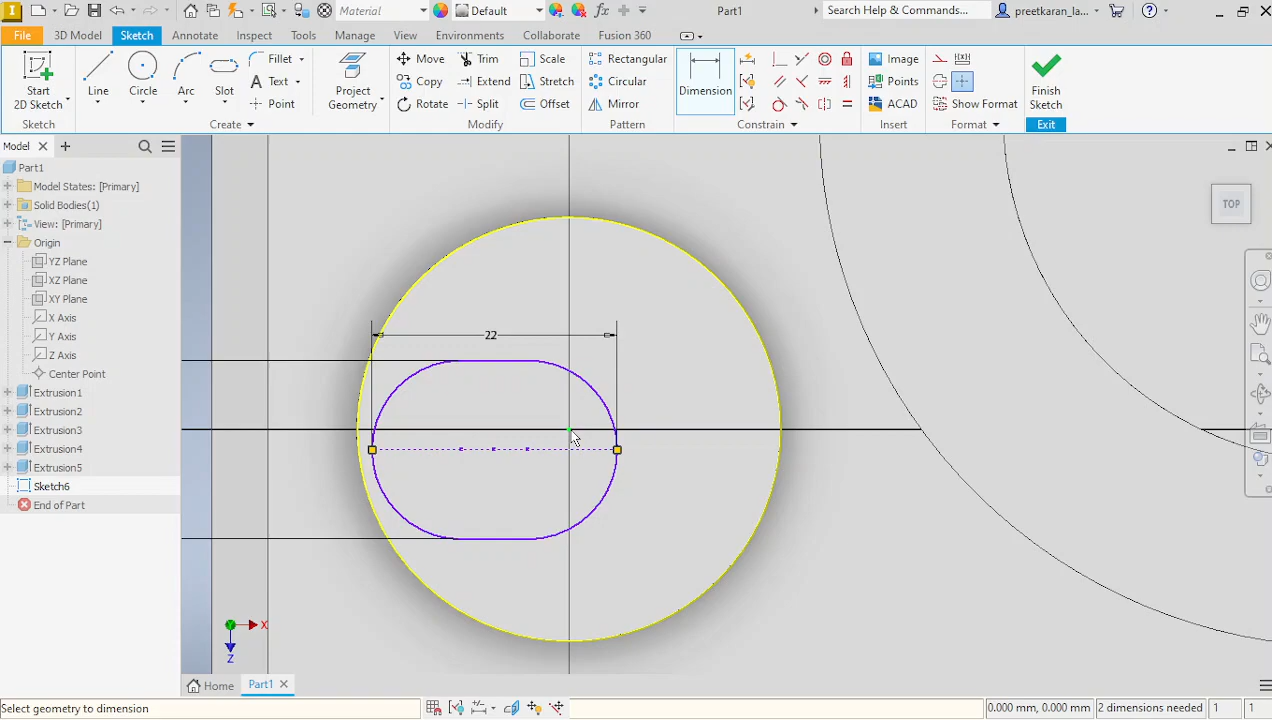 Material
Default
Part1
Search Help & Commands...
preetkaran_la...
File
3D Model
Sketch
Annotate
Inspect
Tools
Manage
View
Environments
Collaborate
Fusion 360
Start
2D Sketch
Line
Circle
Arc
Slot
Fillet
Text
Point
Project
Geometry
Move
Trim
Scale
Copy
Extend
Stretch
Rotate
Split
Offset
Rectangular
Circular
Mirror
Dimension
Image
Points
ACAD
Show Format
Finish
Sketch
Sketch
Create
Modify
Pattern
Constrain
Insert
Format
Exit
Model
Part1
Model States: [Primary]
Solid Bodies(1)
View: [Primary]
Origin
YZ Plane
XZ Plane
XY Plane
X Axis
Y Axis
Z Axis
Center Point
Extrusion1
Extrusion2
Extrusion3
Extrusion4
Extrusion5
Sketch6
End of Part
22
TOP
X
Y
Z
Home
Part1
Select geometry to dimension
0.000 mm, 0.000 mm
2 dimensions needed
1
1